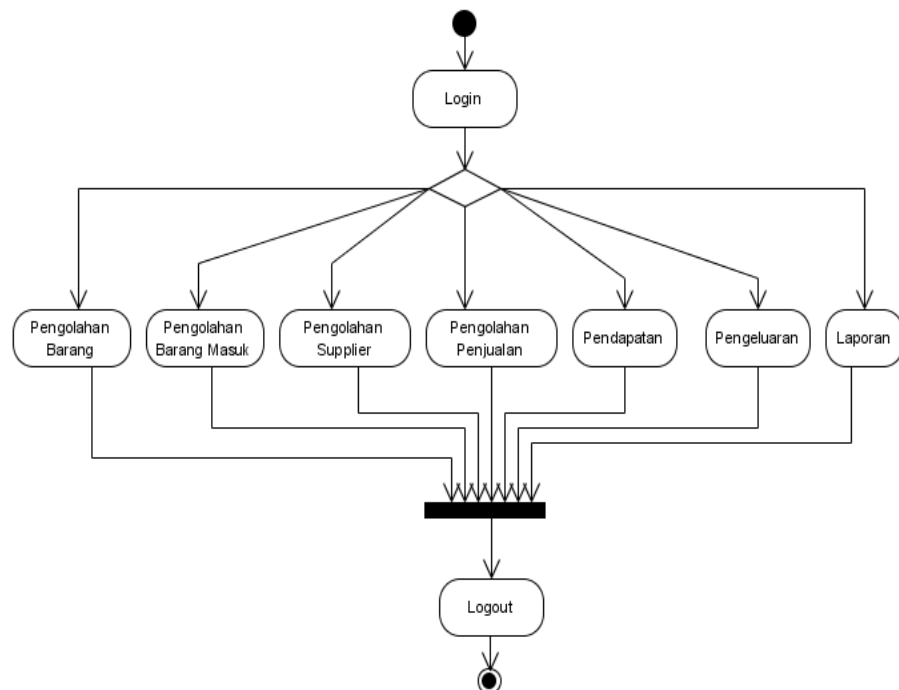 Login
Pengolahan
Barang
Pengolahan
Barang Masuk
Pengolahan
Supplier
Pengolahan
Penjualan
Pendapatan
Pengeluaran
Laporan
Logout